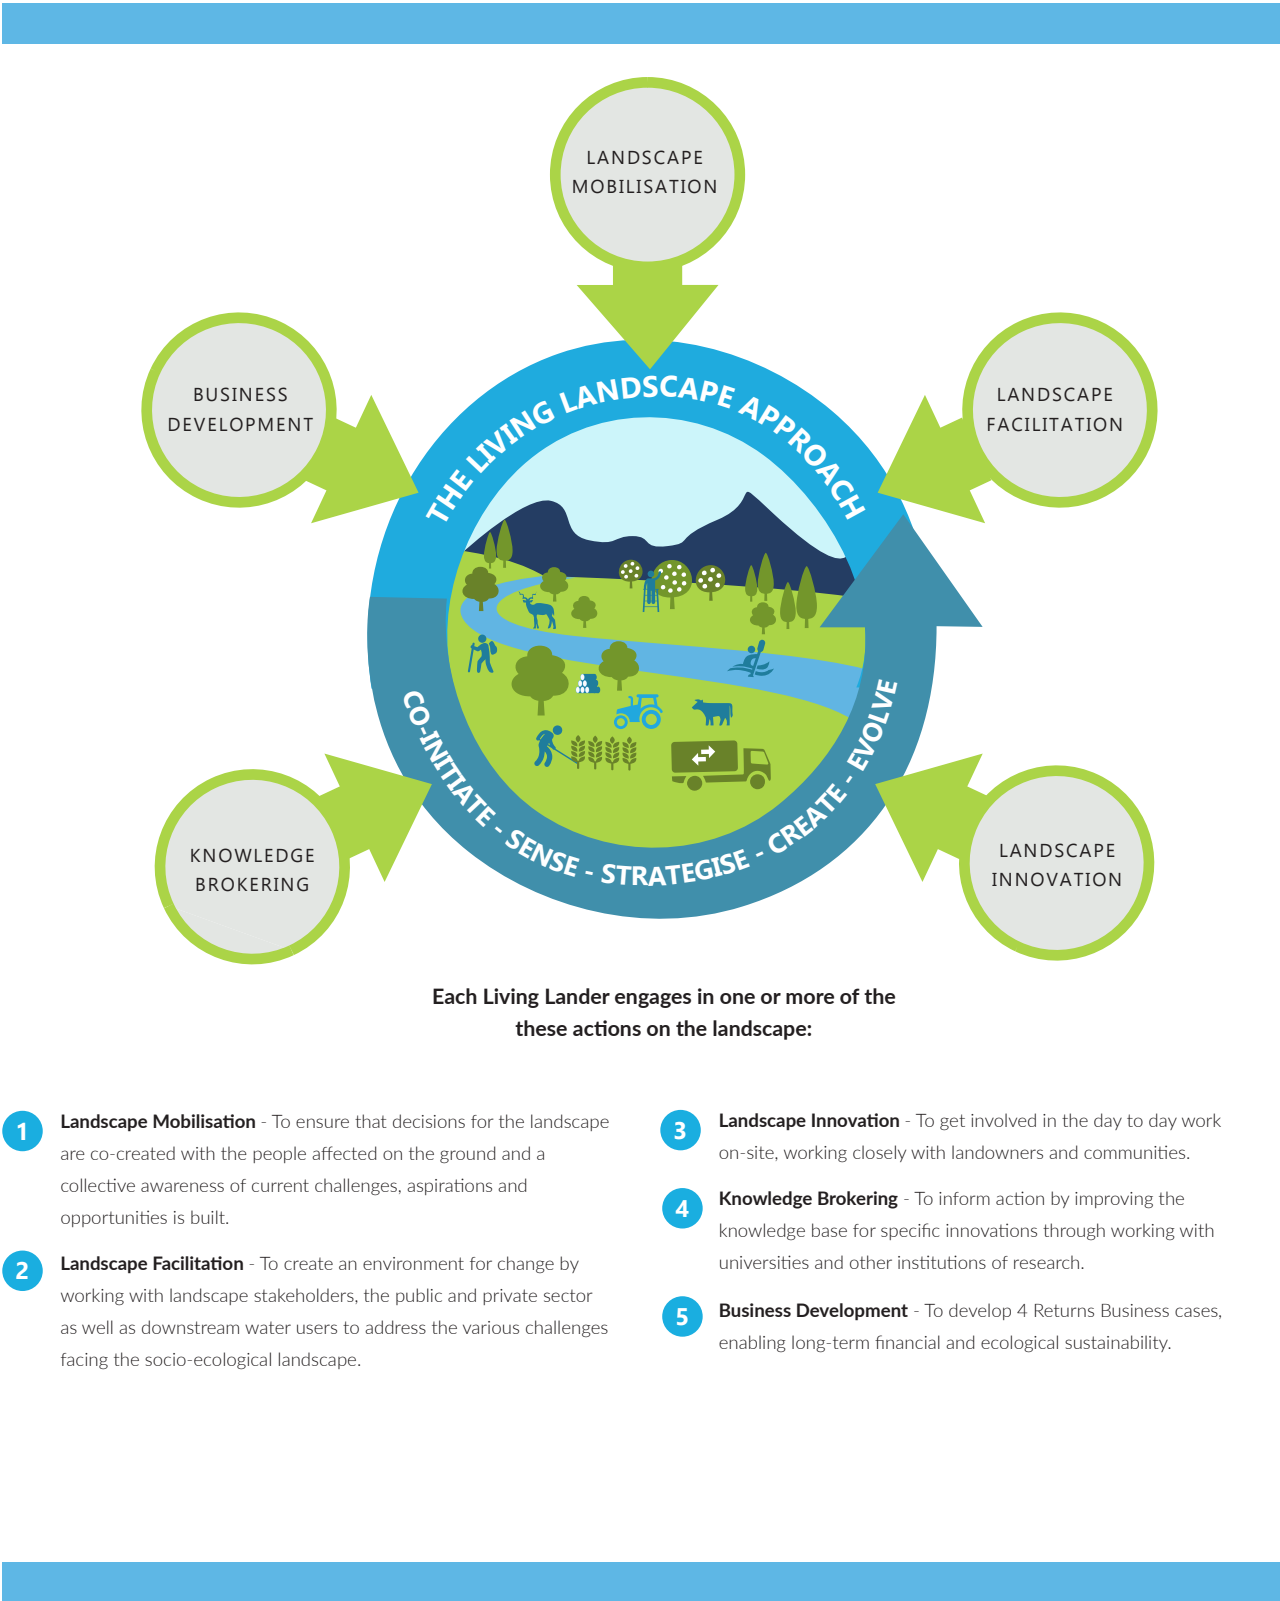 LANDSCAPE
MOBILISATION
BUSINESS
DEVELOPMENT
LANDSCAPE
FACILITATION
THE LIVING LANDSCAPE APPROACH
CO-INITIATE - SENSE - STRATEGISE - CREATE - EVOLVE
KNOWLEDGE
BROKERING
LANDSCAPE
INNOVATION
Each Living Lander engages in one or more of the
these actions on the landscape:
1 Landscape Mobilisation - To ensure that decisions for the landscape
are co-created with the people affected on the ground and a
collective awareness of current challenges, aspirations and
opportunities is built.
2 Landscape Facilitation - To create an environment for change by
working with landscape stakeholders, the public and private sector
as well as downstream water users to address the various challenges
facing the socio-ecological landscape.
3 Landscape Innovation - To get involved in the day to day work
on-site, working closely with landowners and communities.
4 Knowledge Brokering - To inform action by improving the
knowledge base for specific innovations through working with
universities and other institutions of research.
5 Business Development - To develop 4 Returns Business cases,
enabling long-term financial and ecological sustainability.